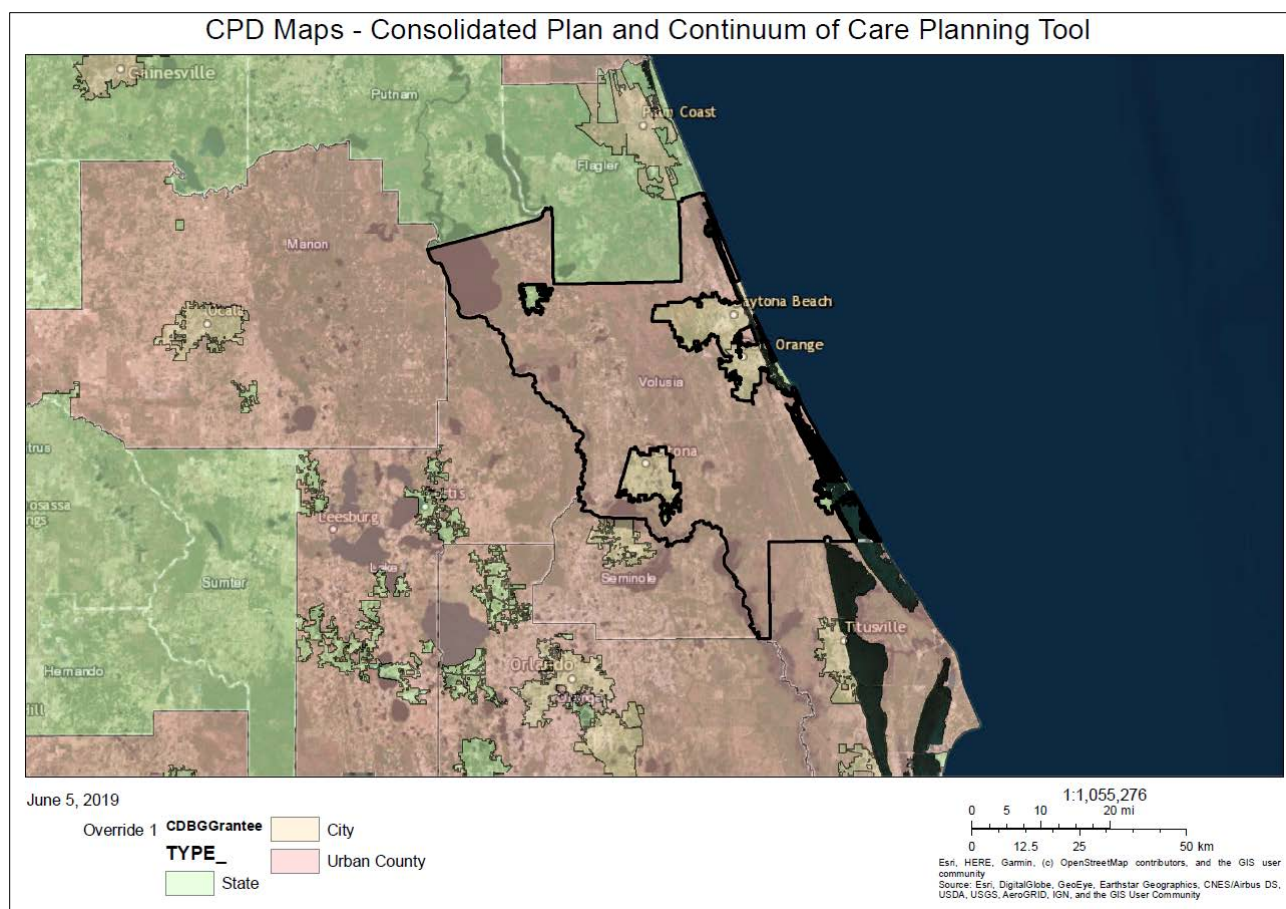 CPD Maps - Consolidated Plan and Continuum of Care Planning Tool
Putnam
Flagler
Marion
Volusia
Orange
Leesburg
Lake
Seminole
Sumter
Titusville
Hernando
Orlando
June 5, 2019
Override 1
CDBGGrantee
TYPE_
State
City
Urban County
1:1,055,276
0 5 10 20 mi
0 12.5 25 50 km
Esri, HERE, Garmin, (c) OpenStreetMap contributors, and the GIS user
community
Source: Esri, DigitalGlobe, GeoEye, Earthstar Geographics, CNES/Airbus DS,
USDA, USGS, AeroGRID, IGN, and the GIS User Community